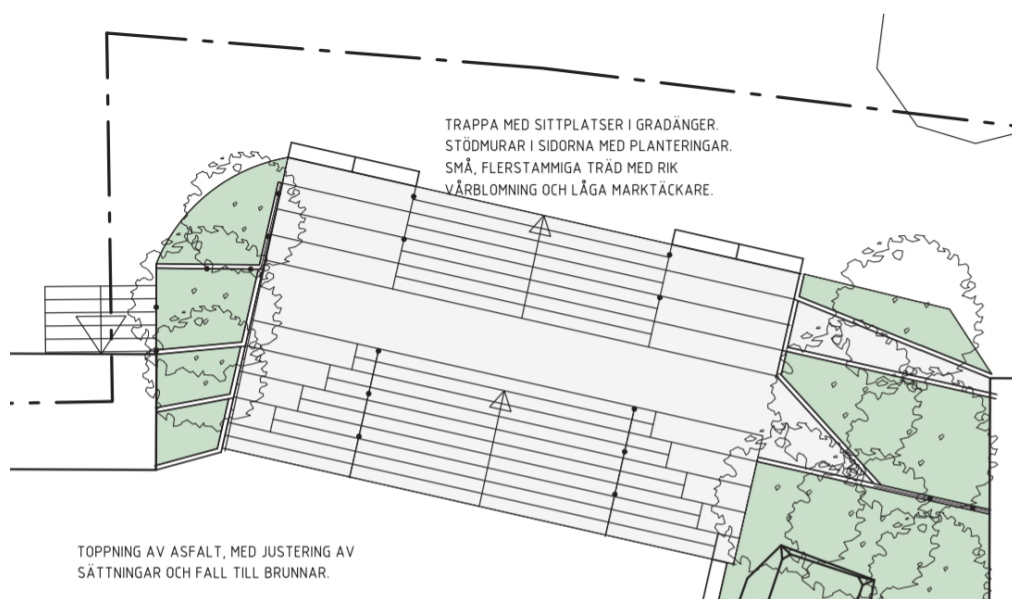 TRAPPA MED SITTPLATSER I GRADÄNGER.
STÖDMURAR I SIDORNA MED PLANTERINGAR.
SMÅ, FLERSTAMMIGA TRÄD MED RIK
VÅRBLOMNING OCH LÅGA MARKTÄCKARE.
TOPPNING AV ASFALT, MED JUSTERING AV
SÄTTNINGAR OCH FALL TILL BRUNNAR.